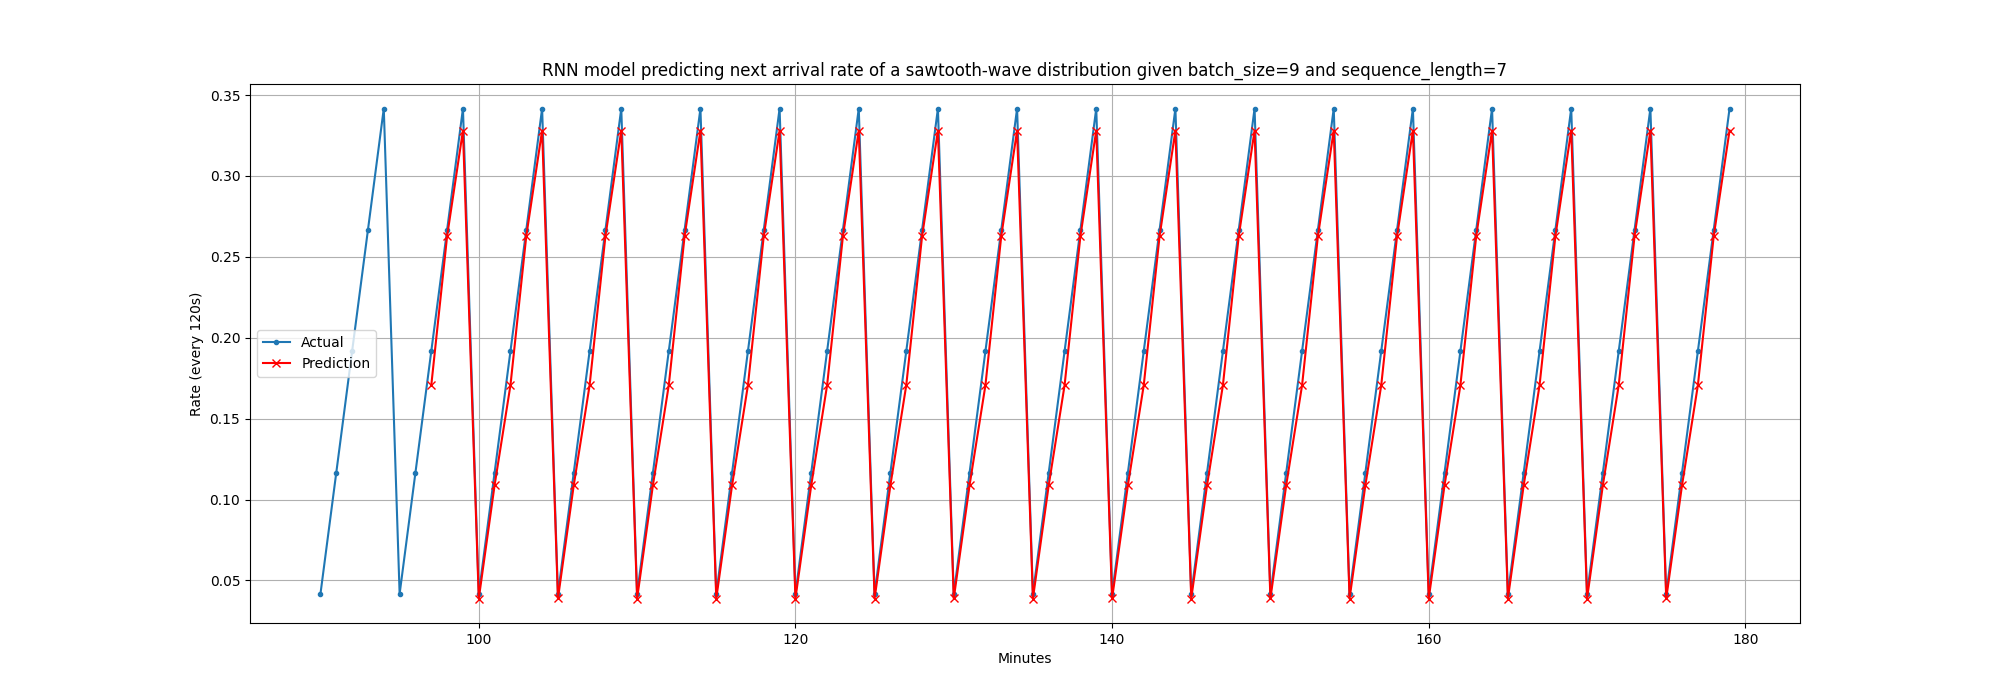 RNN model predicting next arrival rate of a sawtooth-wave distribution given batch_size=9 and sequence_length=7
0.35
0.30
0.25
0.20
0.15
0.10
0.05
Rate (every 120s)
Actual
Prediction
100 120 140 160 180
Minutes